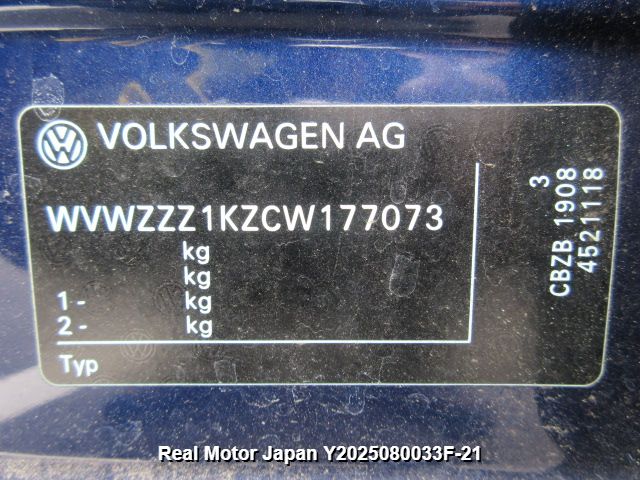 VOLKSWAGEN AG
WVWZZZ1KZCW177073
kg
kg
1- kg
2- kg
Typ
3
CBZB 1908
4521118
Real Motor Japan Y2025080033F-21